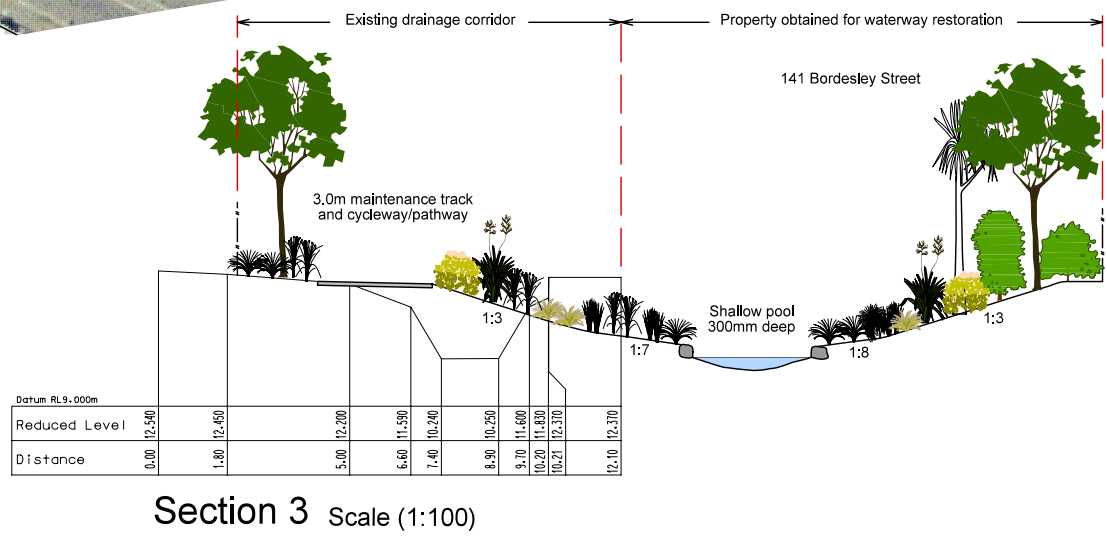 Existing drainage corridor
Property obtained for waterway restoration
141 Bordesley Street
3.0m maintenance track
and cycleway/pathway
1:3
1:7
Shallow pool
300mm deep
1:8
1:3
Datum RL9.000m
Reduced Level 12.540 12.450 12.200 11.590 10.240 10.250 11.600 11.830 12.370 12.370
Distance 0.00 1.80 5.00 6.60 7.40 8.90 9.70 10.20 10.21 12.10
Section 3 Scale (1:100)